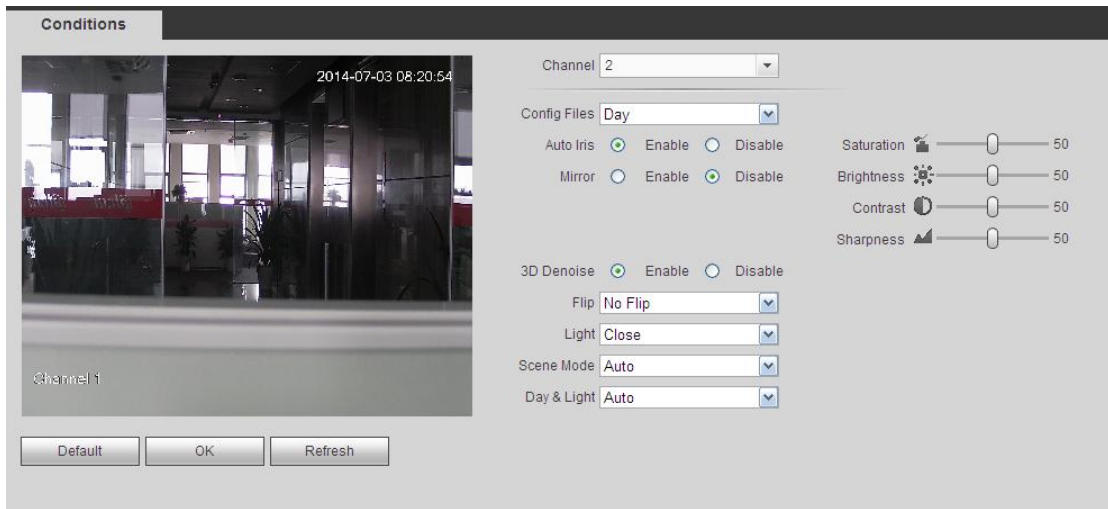 Conditions
2014-07-03 08:20:54
Channel 1
Channel 2
Config Files Day
Auto Iris Enable Disable
Mirror Enable Disable
3D Denoise Enable Disable
Flip No Flip
Light Close
Scene Mode Auto
Day & Light Auto
Saturation 50
Brightness 50
Contrast 50
Sharpness 50
Default OK Refresh